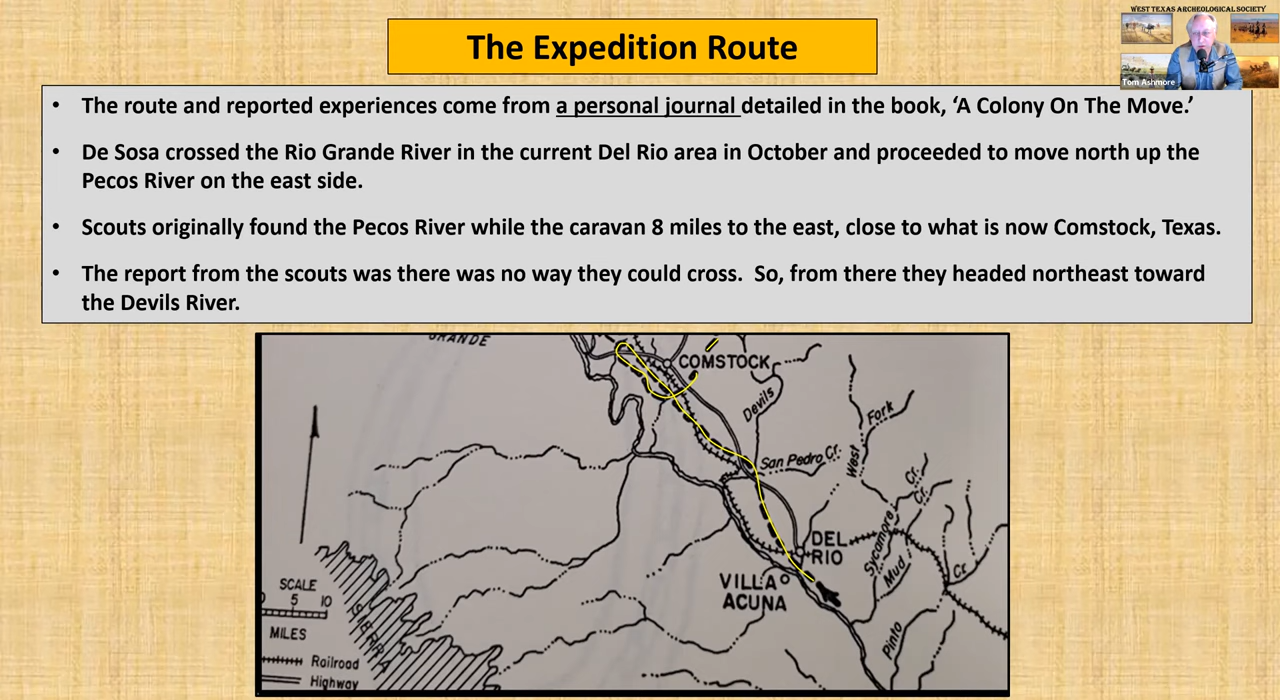 WEST TEXAS ARCHEOLOGICAL SOCIETY
The Expedition Route
Tom Ashmore
• The route and reported experiences come from a personal journal detailed in the book, ‘A Colony On The Move.’
• De Sosa crossed the Rio Grande River in the current Del Rio area in October and proceeded to move north up the
Pecos River on the east side.
• Scouts originally found the Pecos River while the caravan 8 miles to the east, close to what is now Comstock, Texas.
• The report from the scouts was there was no way they could cross.  So, from there they headed northeast toward
the Devils River.
GRANDE
COMSTOCK
Devils
Fork
West
San Pedro Cr.
Cr.
Cr.
Sycamore
DEL
RIO
Mud
Cr.
VILLA
ACUNA
Pinto
SCALE
0 5 10
MILES
Railroad
Highway